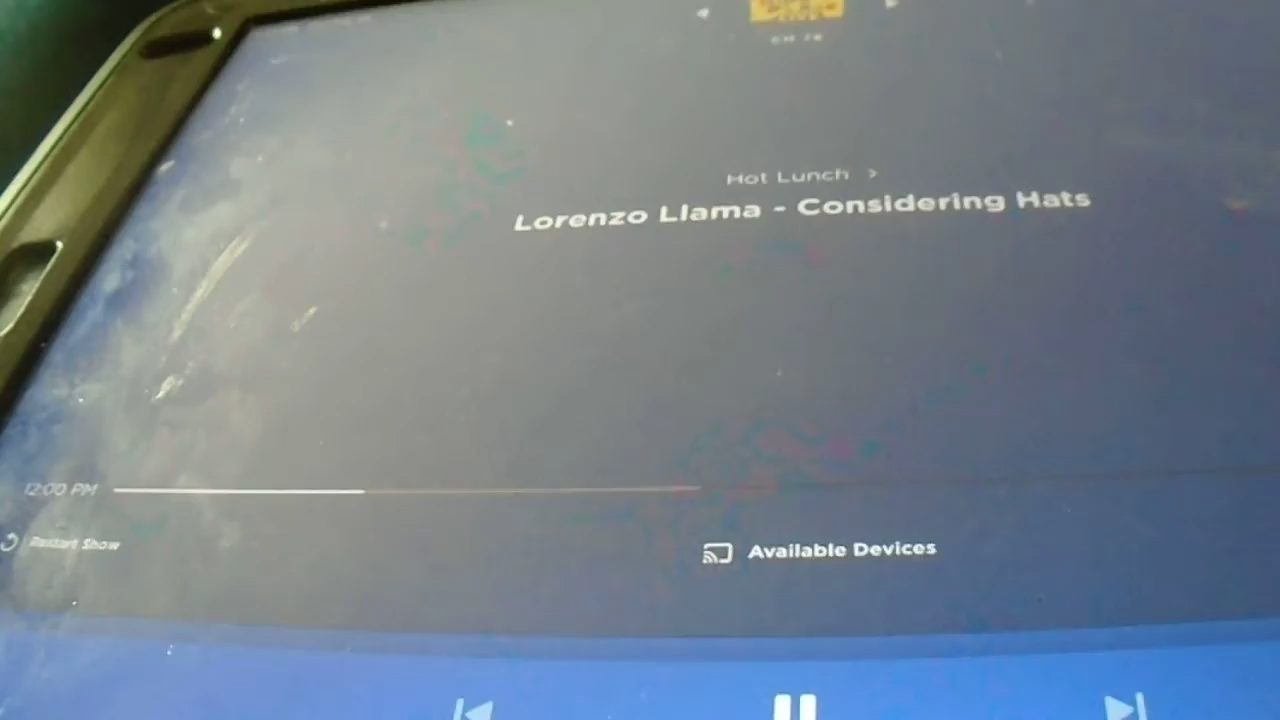 Hot Lunch >
Lorenzo Llama - Considering Hats
12:00 PM
Restart Show
Available Devices